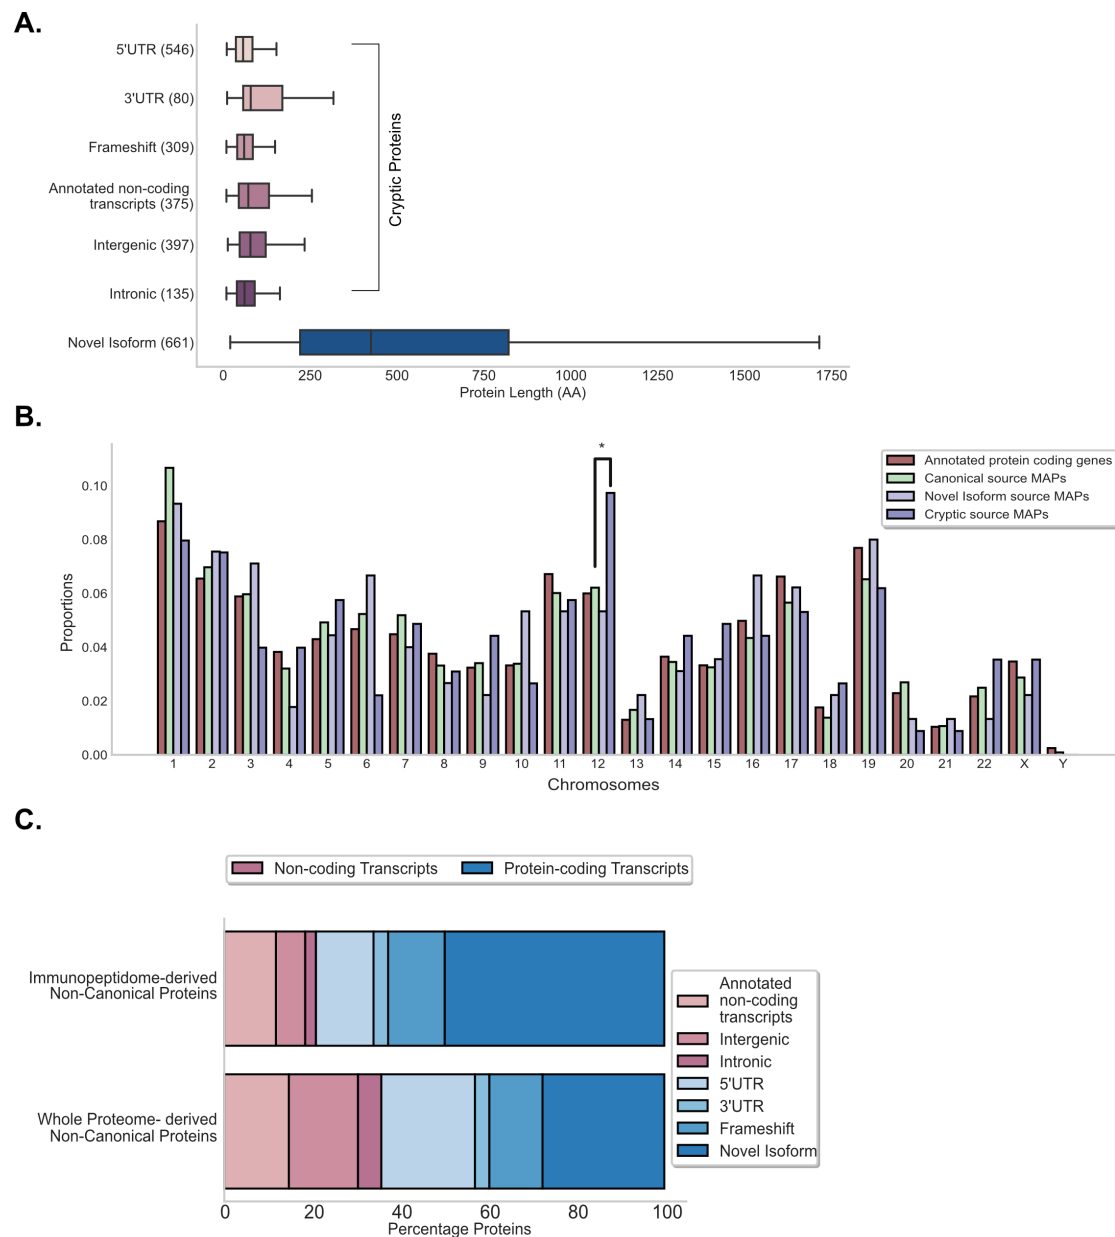 A.
5'UTR (546)
3'UTR (80)
Frameshift (309)
Annotated non-coding
transcripts (375)
Intergenic (397)
Intronic (135)
Novel Isoform (661)
Cryptic Proteins
0 250 500 750 1000 1250 1500 1750
Protein Length (AA)
B.
*
Annotated protein coding genes
Canonical source MAPs
Novel Isoform source MAPs
Cryptic source MAPs
0.10
0.08
0.06
0.04
0.02
0.00
Proportions
1 2 3 4 5 6 7 8 9 10 11 12 13 14 15 16 17 18 19 20 21 22 X Y
Chromosomes
C.
Non-coding Transcripts Protein-coding Transcripts
Immunopeptidome-derived
Non-Canonical Proteins
Whole Proteome- derived
Non-Canonical Proteins
Annotated
non-coding
transcripts
Intergenic
Intronic
5'UTR
3'UTR
Frameshift
Novel Isoform
0 20 40 60 80 100
Percentage Proteins